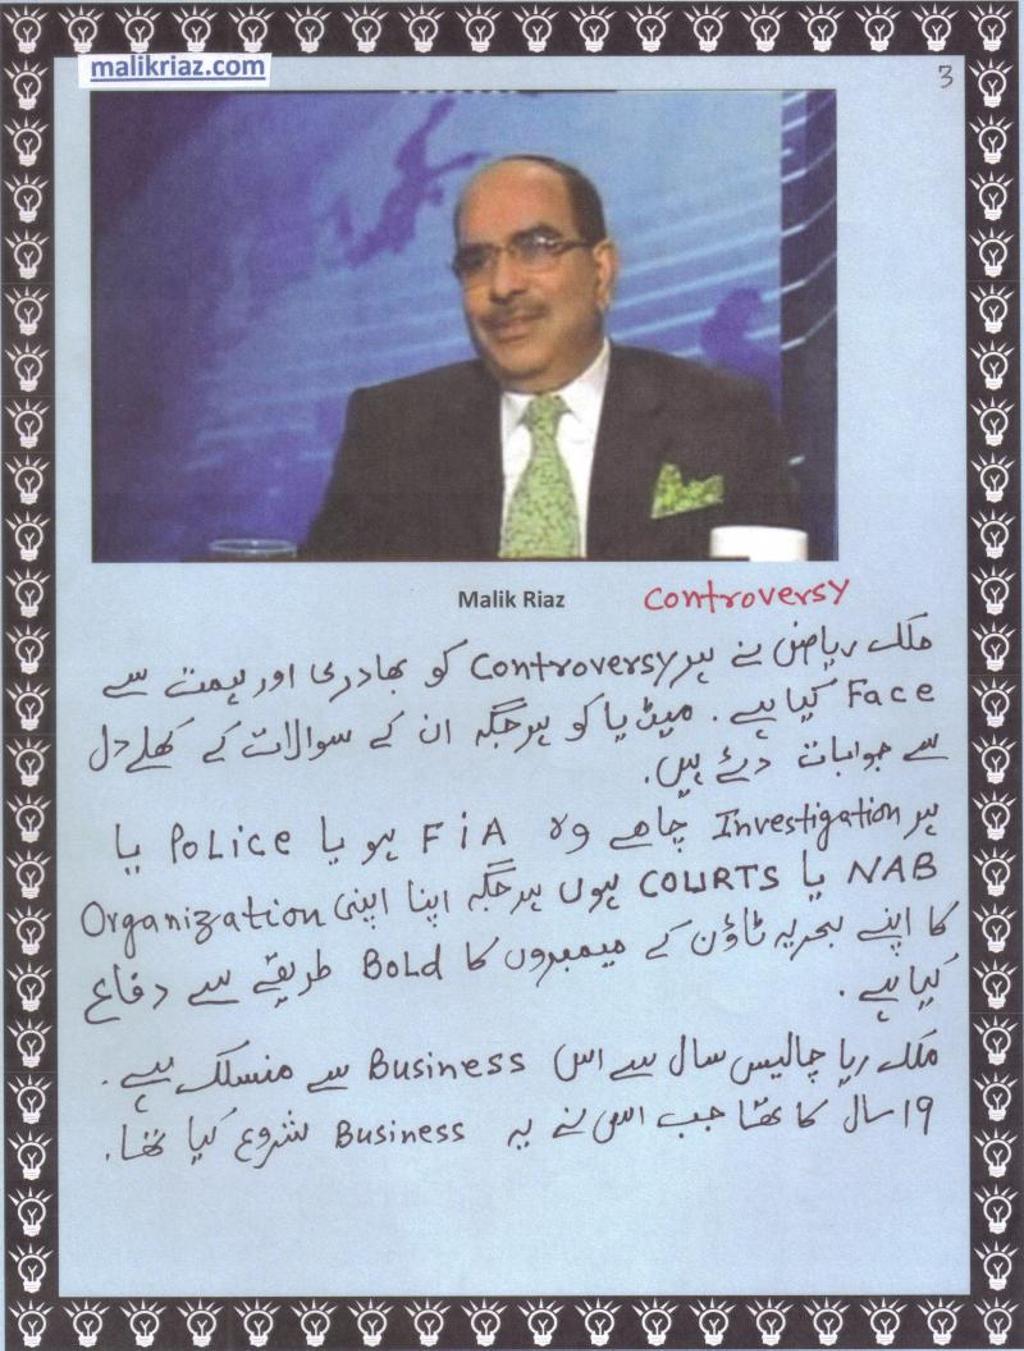 malikriaz.com
3
Malik Riaz
Controversy
ملک ریاض نے ہر Controversy کو بہادری اور ہمت سے
Face کیا ہے۔ میڈیا کو ہر جگہ ان کے سوالات کے کھلے دل
سے جوابات دیئے ہیں۔
ہر Investigation چاہے وہ FiA ہو یا PoLice یا
NAB یا COURTS ہوں ہر جگہ اپنا اپنی Organization
کا اپنے بحریہ ٹاؤن کے میمبروں کا BoLd طریقے سے دفاع
کیا ہے۔
ملک ریا چالیس سال سے اس Business سے منسلک ہے۔
19 سال کا تھا جب اس نے یہ Business شروع کیا تھا۔